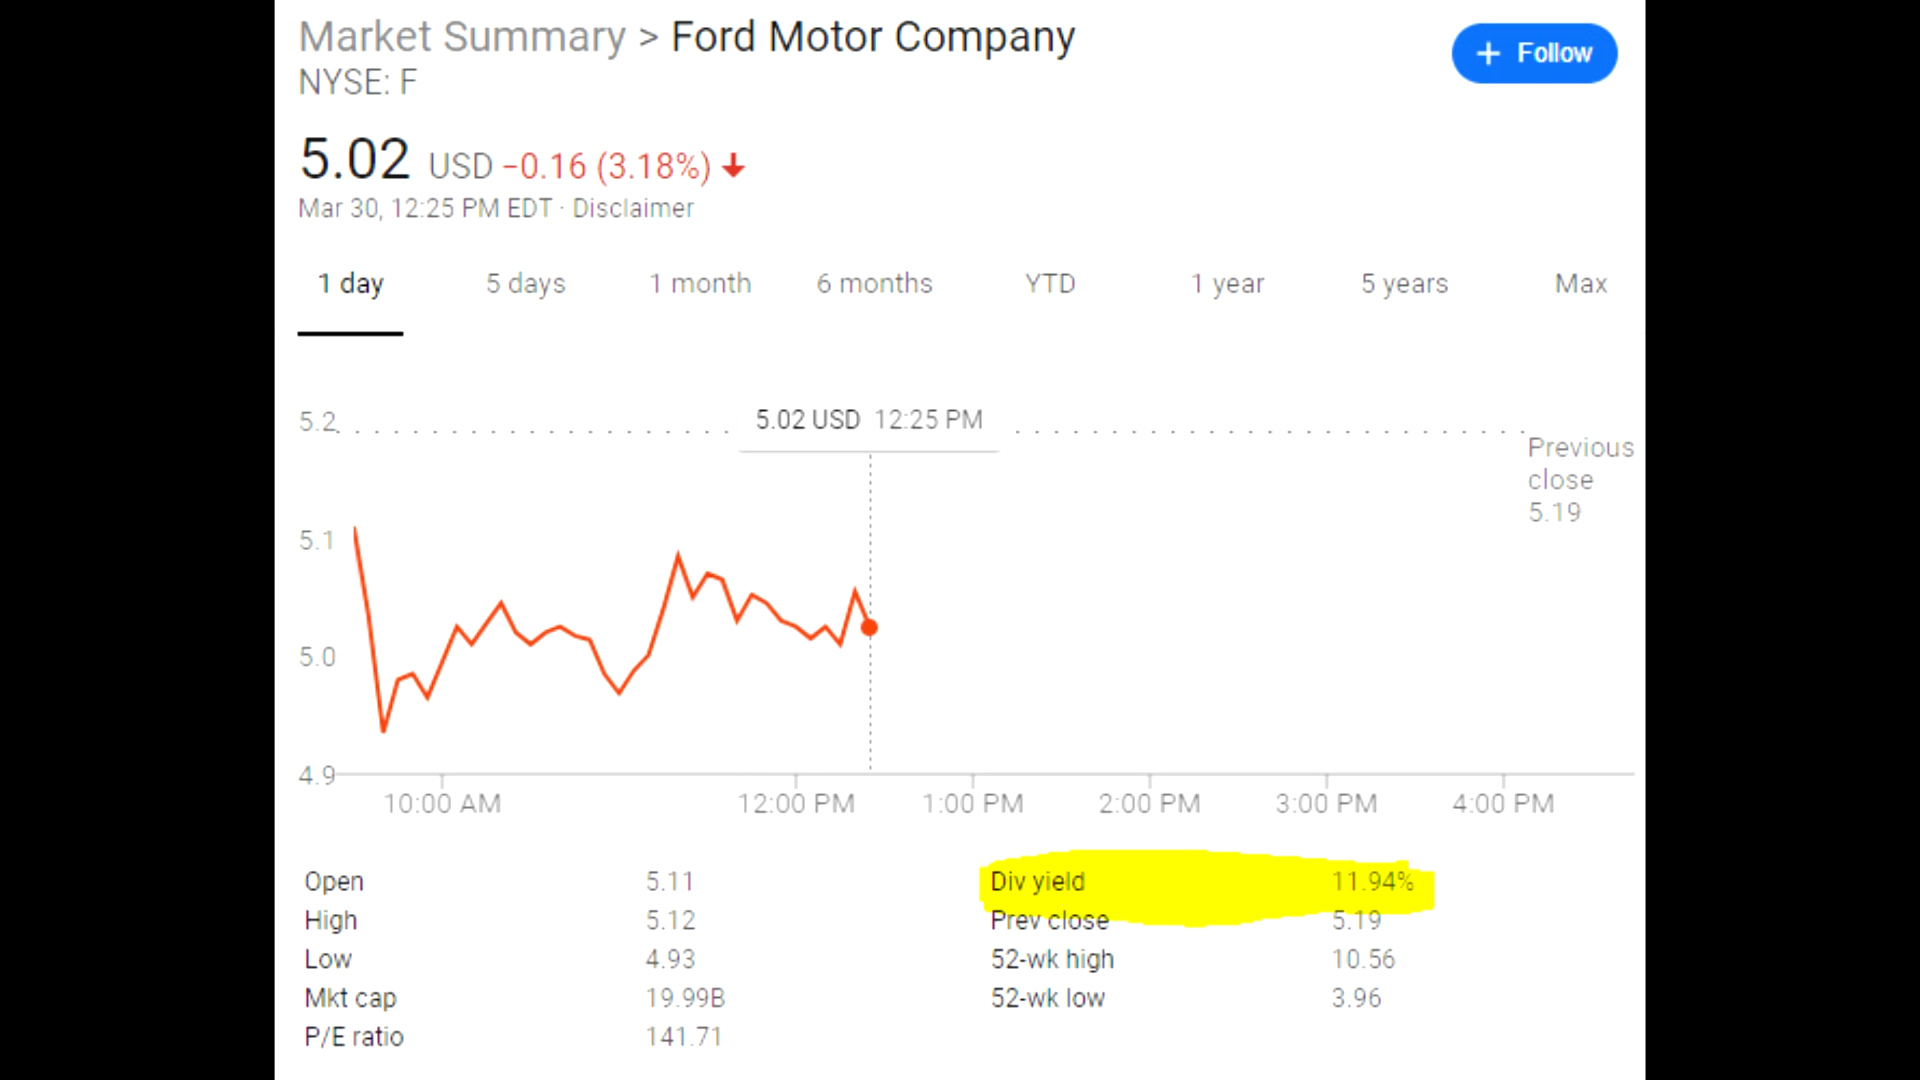 Market Summary > Ford Motor Company
NYSE: F
+ Follow
5.02 USD −0.16 (3.18%)
Mar 30, 12:25 PM EDT · Disclaimer
1 day 5 days 1 month 6 months YTD 1 year 5 years Max
5.02 USD 12:25 PM
5.2
5.1
5.0
4.9
Previous
close
5.19
10:00 AM 12:00 PM 1:00 PM 2:00 PM 3:00 PM 4:00 PM
Open 5.11
High 5.12
Low 4.93
Mkt cap 19.99B
P/E ratio 141.71
Div yield 11.94%
Prev close 5.19
52-wk high 10.56
52-wk low 3.96